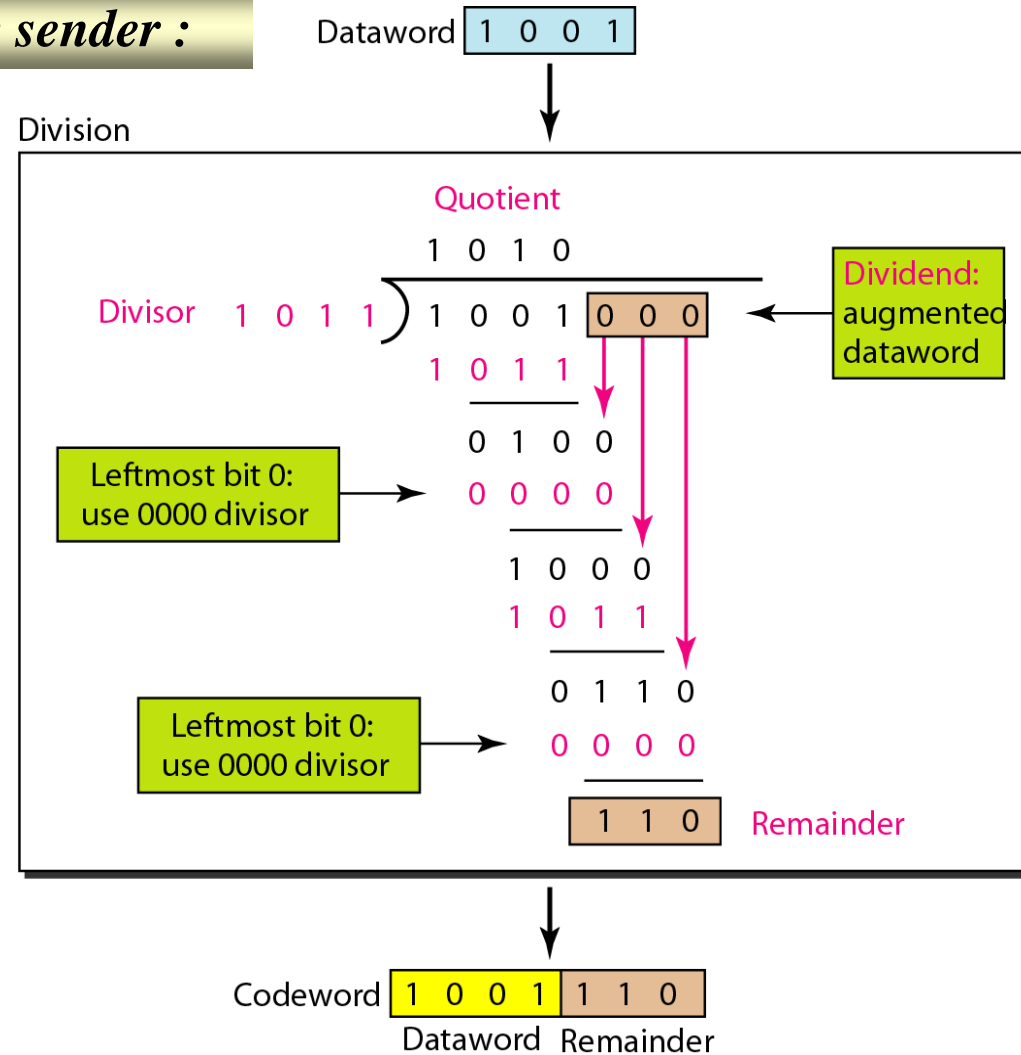 sender :
Dataword 1 0 0 1
Division
Quotient
1 0 1 0
Divisor 1 0 1 1 1 0 0 1 0 0 0
Dividend:
augmented
dataword
1 0 1 1
0 1 0 0
Leftmost bit 0:
use 0000 divisor
0 0 0 0
1 0 0 0
1 0 1 1
0 1 1 0
Leftmost bit 0:
use 0000 divisor
0 0 0 0
1 1 0 Remainder
Codeword 1 0 0 1 1 1 0
Dataword Remainder